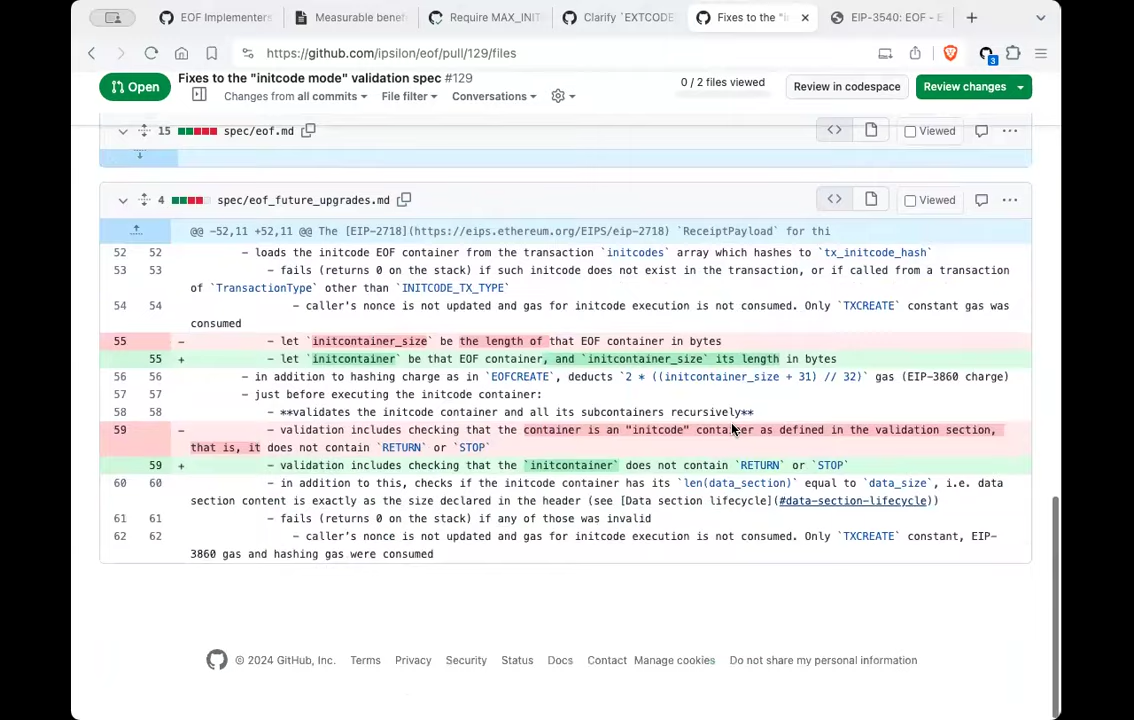 EOF Implementers
Measurable benef
Require MAX_INIT
Clarify `EXTCODE
Fixes to the "in
EIP-3540: EOF - E
https://github.com/ipsilon/eof/pull/129/files
3
Open
Fixes to the "initcode mode" validation spec #129
Changes from all commits
File filter
Conversations
0 / 2 files viewed
Review in codespace
Review changes
15 spec/eof.md
Viewed
4 spec/eof_future_upgrades.md
Viewed
@@ -52,11 +52,11 @@ The [EIP-2718](https://eips.ethereum.org/EIPS/eip-2718) `ReceiptPayload` for thi
52 52 - loads the initcode EOF container from the transaction `initcodes` array which hashes to `tx_initcode_hash`
53 53 - fails (returns 0 on the stack) if such initcode does not exist in the transaction, or if called from a transaction
of `TransactionType` other than `INITCODE_TX_TYPE`
54 54 - caller's nonce is not updated and gas for initcode execution is not consumed. Only `TXCREATE` constant gas was
consumed
55 - - let `initcontainer_size` be the length of that EOF container in bytes
55 + - let `initcontainer` be that EOF container, and `initcontainer_size` its length in bytes
56 56 - in addition to hashing charge as in `EOFCREATE`, deducts `2 * ((initcontainer_size + 31) // 32)` gas (EIP-3860 charge)
57 57 - just before executing the initcode container:
58 58 - **validates the initcode container and all its subcontainers recursively**
59 - - validation includes checking that the container is an "initcode" container as defined in the validation section,
that is, it does not contain `RETURN` or `STOP`
59 + - validation includes checking that the `initcontainer` does not contain `RETURN` or `STOP`
60 60 - in addition to this, checks if the initcode container has its `len(data_section)` equal to `data_size`, i.e. data
section content is exactly as the size declared in the header (see [Data section lifecycle](#data-section-lifecycle))
61 61 - fails (returns 0 on the stack) if any of those was invalid
62 62 - caller's nonce is not updated and gas for initcode execution is not consumed. Only `TXCREATE` constant, EIP-
3860 gas and hashing gas were consumed
© 2024 GitHub, Inc. Terms Privacy Security Status Docs Contact Manage cookies Do not share my personal information